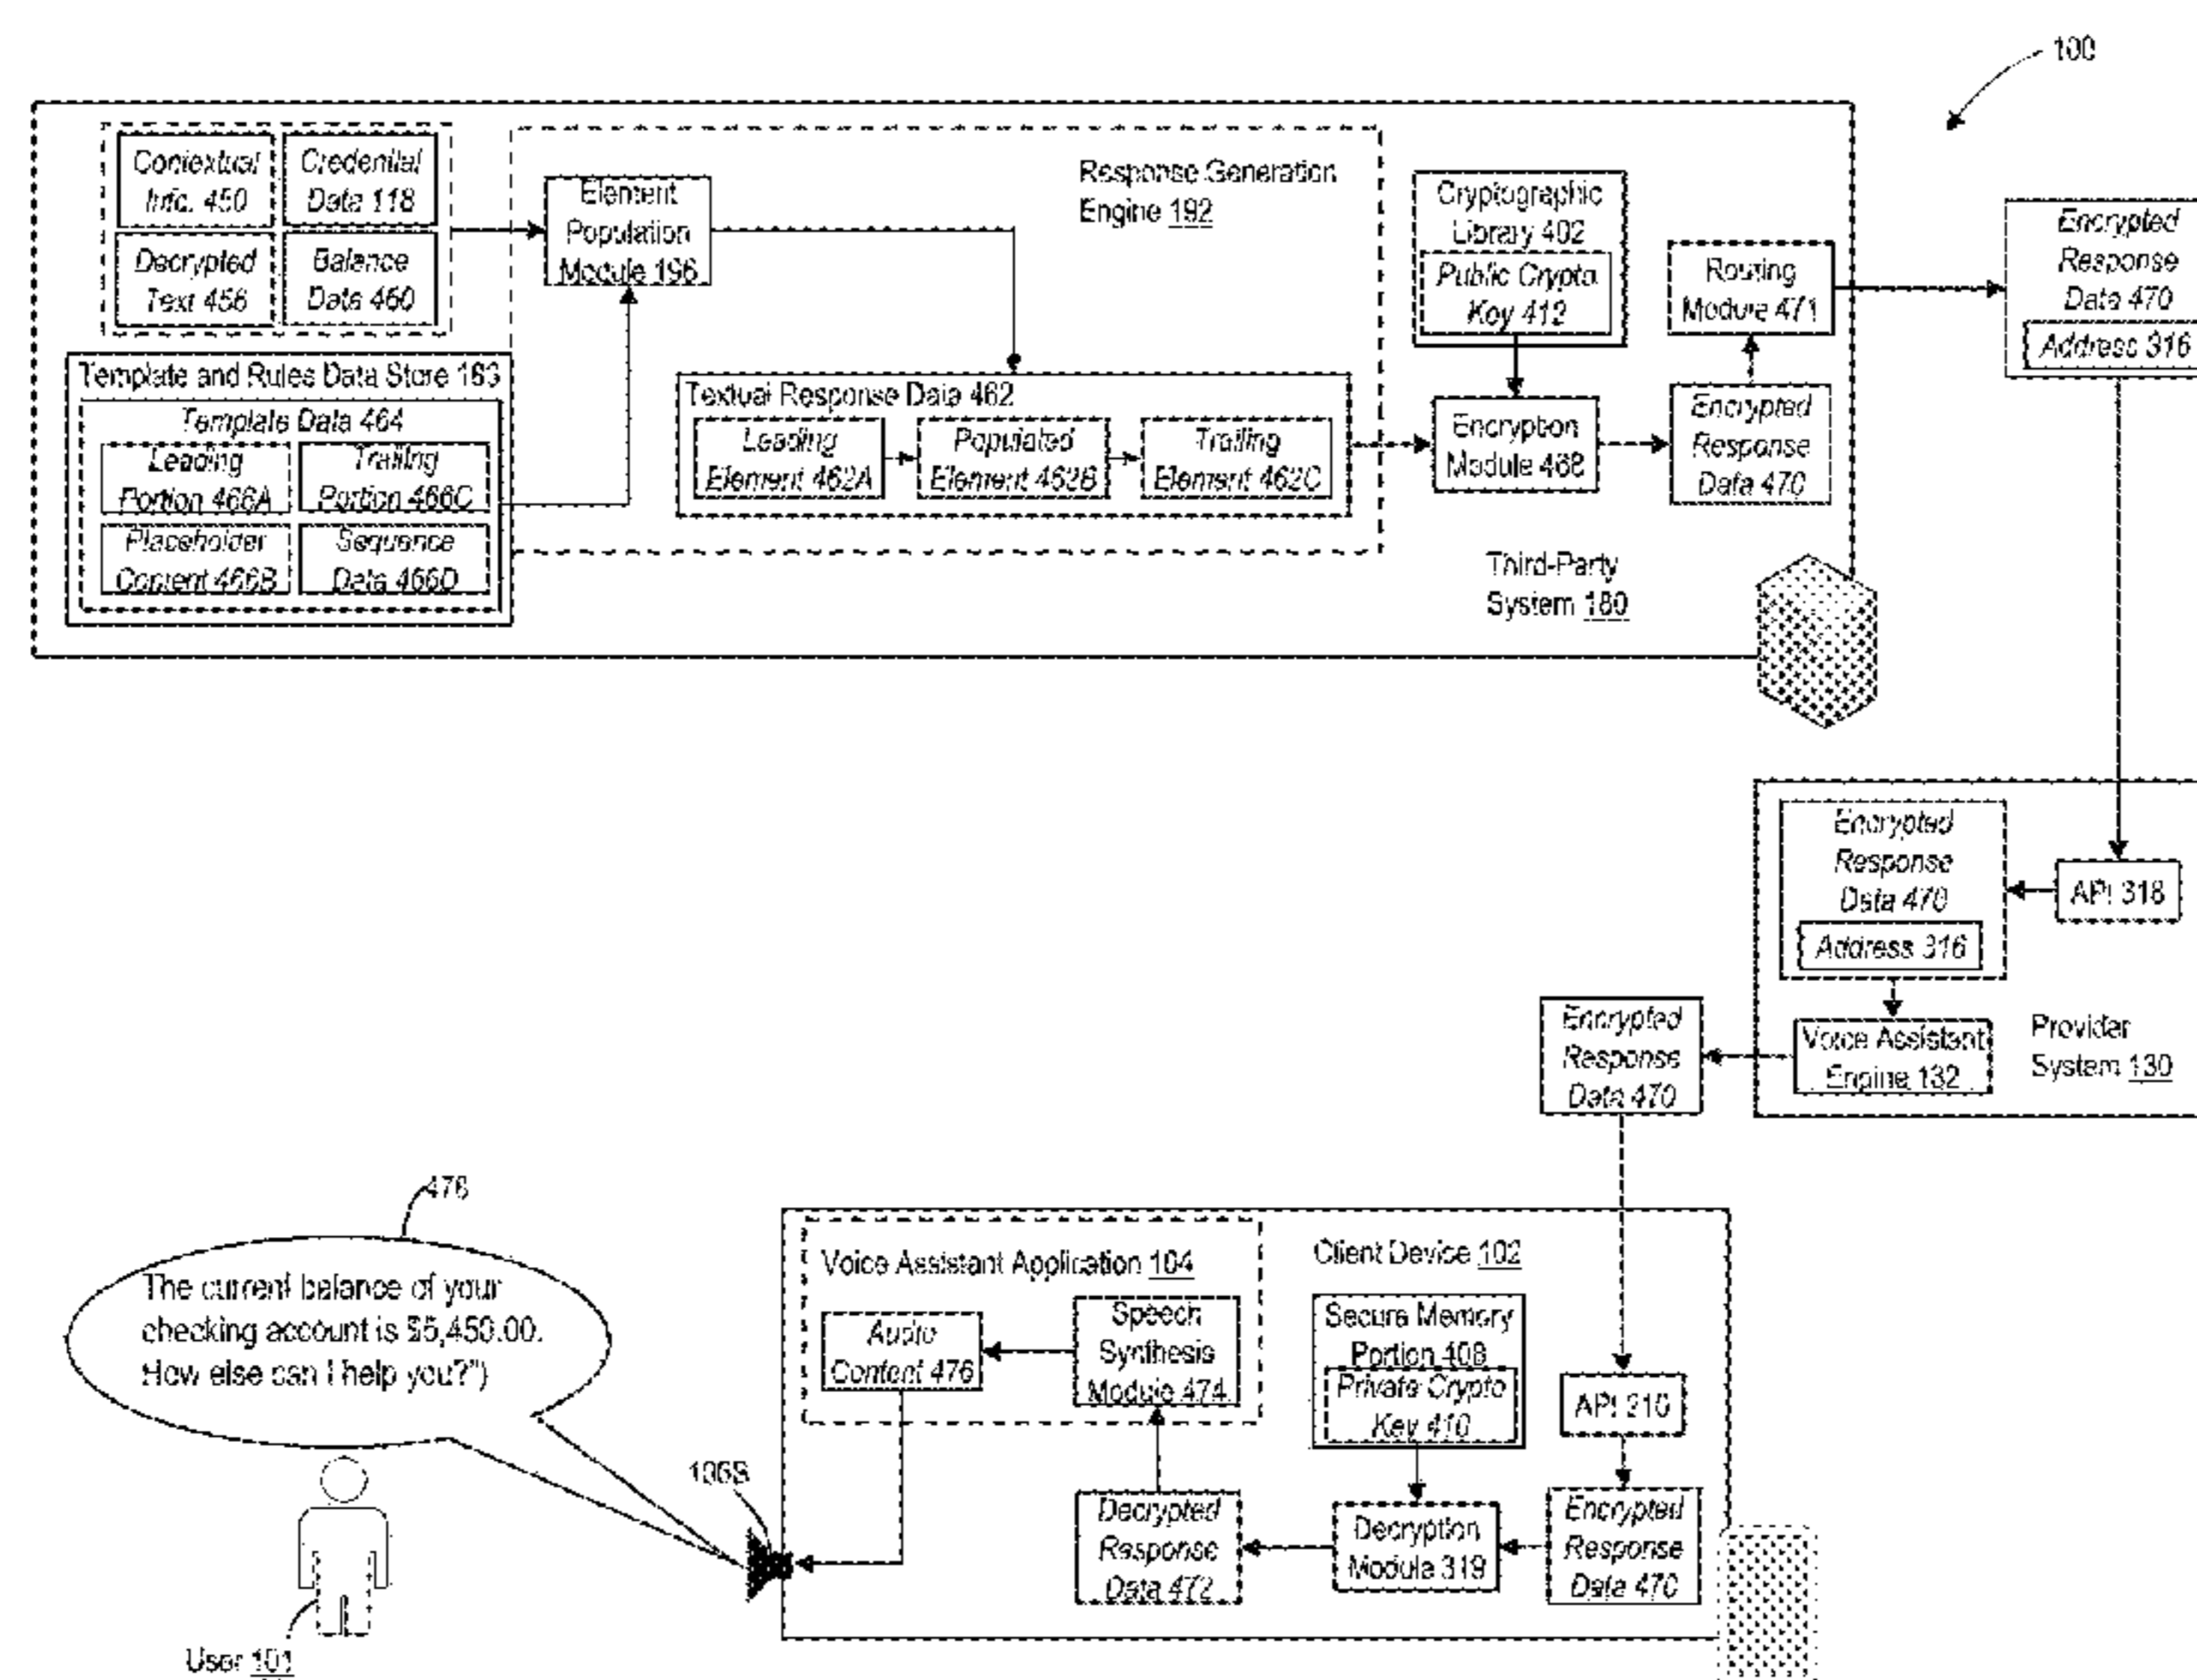 100
Contextual
Info. 450
Credential
Data 118
Decrypted
Text 456
Balance
Data 460
Element
Population
Module 196
Response Generation
Engine 192
Cryptographic
Library 402
Public Crypto
Key 412
Routing
Module 471
Encrypted
Response
Data 470
Address 316
Template and Rules Data Store 183
Template Data 464
Leading
Portion 466A
Trailing
Portion 466C
Placeholder
Content 466B
Sequence
Data 466D
Textual Response Data 462
Leading
Element 462A
Populated
Element 462B
Trailing
Element 462C
Encryption
Module 468
Encrypted
Response
Data 470
Third-Party
System 180
Encrypted
Response
Data 470
Address 316
API 318
Voice Assistant
Engine 132
Provider
System 130
Encrypted
Response
Data 470
476
The current balance of your
checking account is $5,450.00.
How else can I help you?")
Voice Assistant Application 104
Client Device 102
Audio
Content 476
Speech
Synthesis
Module 474
Secure Memory
Portion 408
Private Crypto
Key 410
API 210
106B
Decrypted
Response
Data 472
Decryption
Module 319
Encrypted
Response
Data 470
User 101